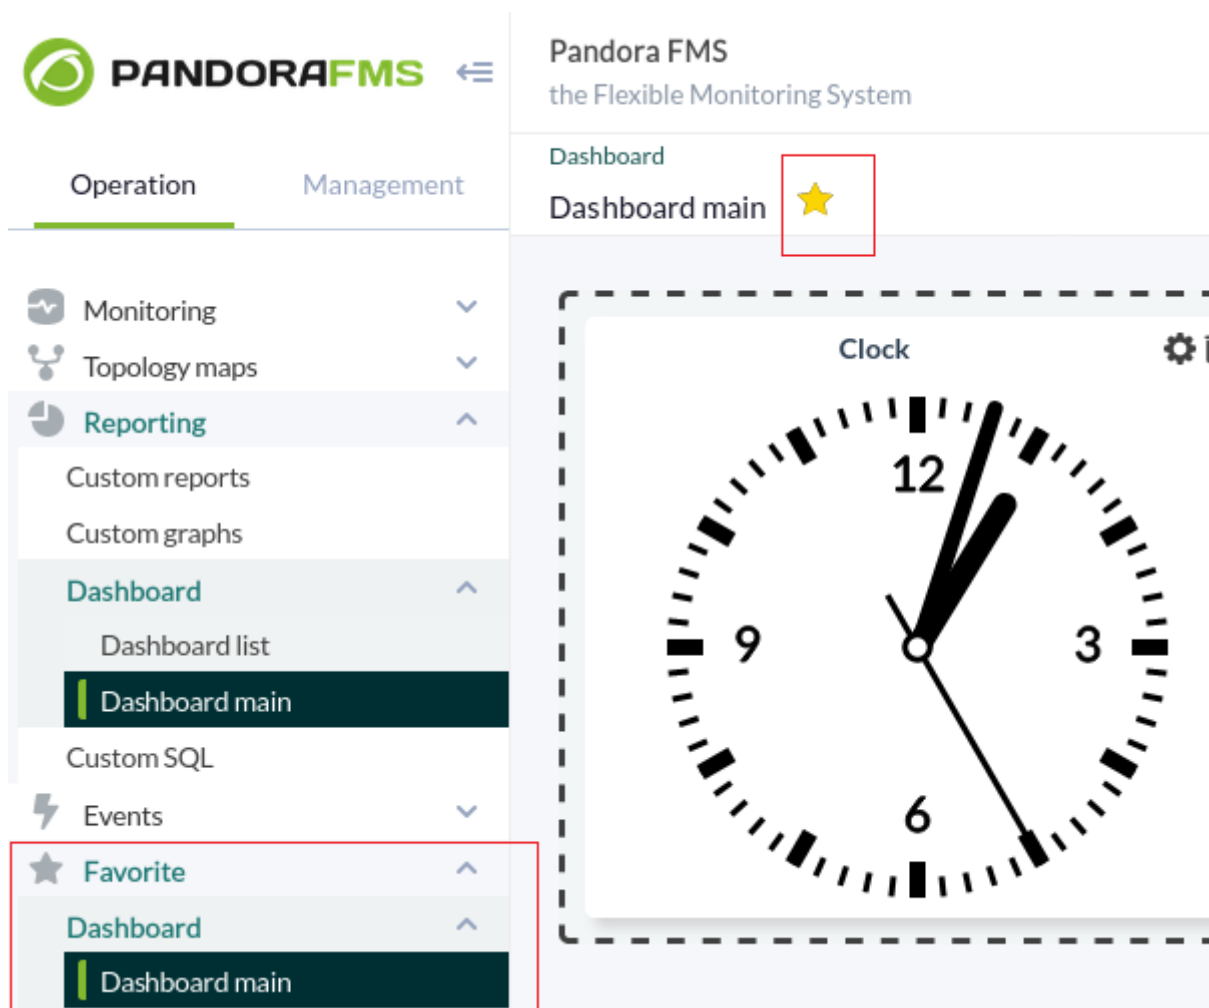 PANDORAFMS
Operation
Management
Monitoring
Topology maps
Reporting
Custom reports
Custom graphs
Dashboard
Dashboard list
Dashboard main
Custom SQL
Events
Favorite
Dashboard
Dashboard main
Pandora FMS
the Flexible Monitoring System
Dashboard
Dashboard main
Clock
12
9
3
6